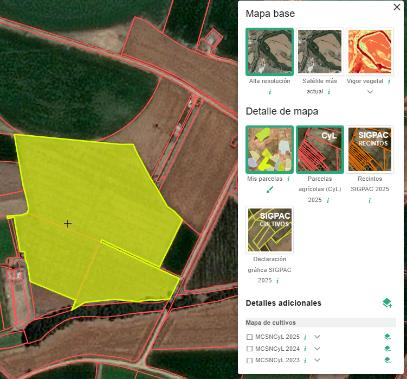 Mapa base
Alta resolución
i
Satélite más
actual i
Vigor vegetal i
Detalle de mapa
CyL
SIGPAC
RECINTOS
Mis parcelas i
Parcelas
agrícolas (CyL)
2025 i
Recintos
SIGPAC 2025
i
SIGPAC
CULTIVOS
Declaración
gráfica SIGPAC
2025 i
Detalles adicionales
Mapa de cultivos
MCSNCyL 2025 i
MCSNCyL 2024 i
MCSNCyL 2023 i